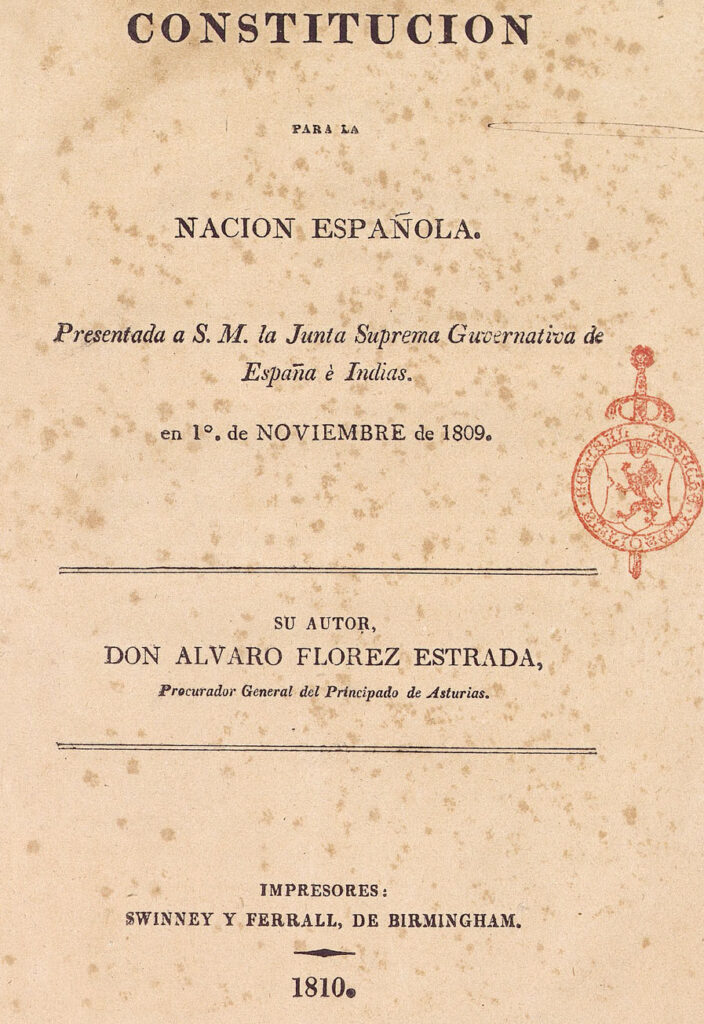 CONSTITUCION
PARA LA
NACION ESPAÑOLA.
Presentada a S. M. la Junta Suprema Guvernativa de
España è Indias.
en 1º. de NOVIEMBRE de 1809.
SU AUTOR,
DON ALVARO FLOREZ ESTRADA,
Procurador General del Principado de Asturias.
IMPRESORES:
SWINNEY Y FERRALL, DE BIRMINGHAM.
1810.